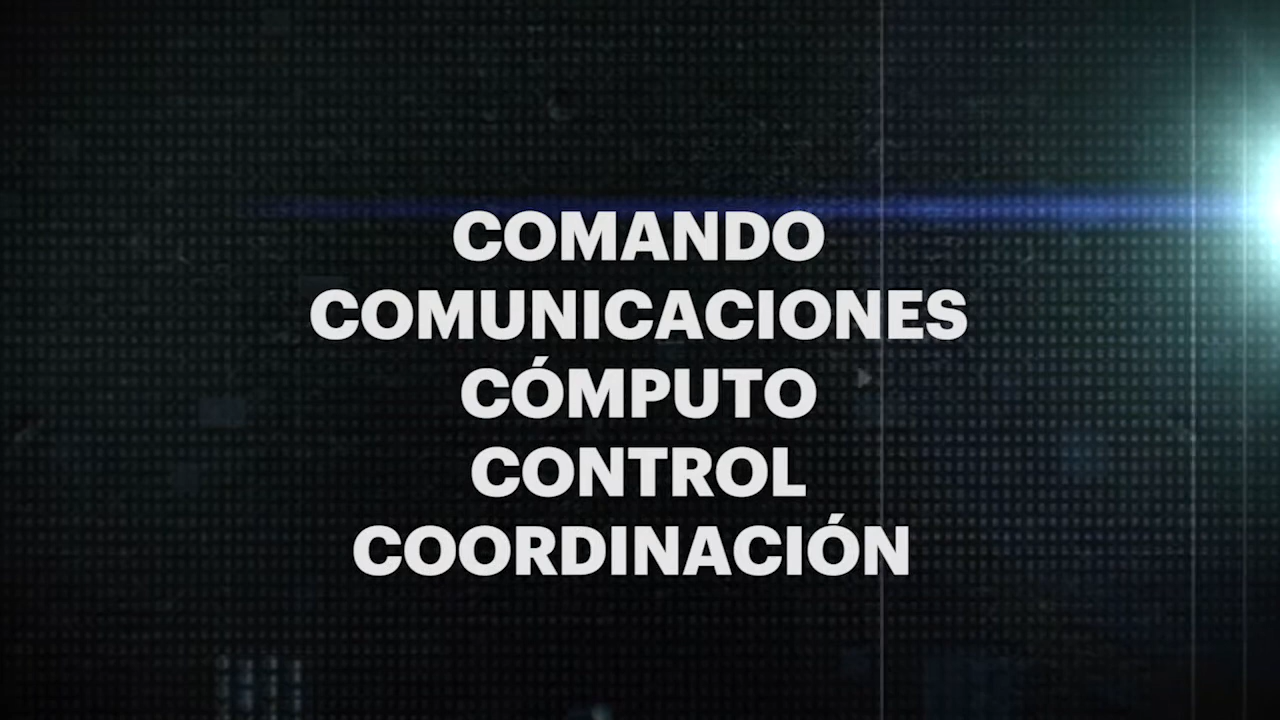 COMANDO
COMUNICACIONES
CÓMPUTO
CONTROL
COORDINACIÓN